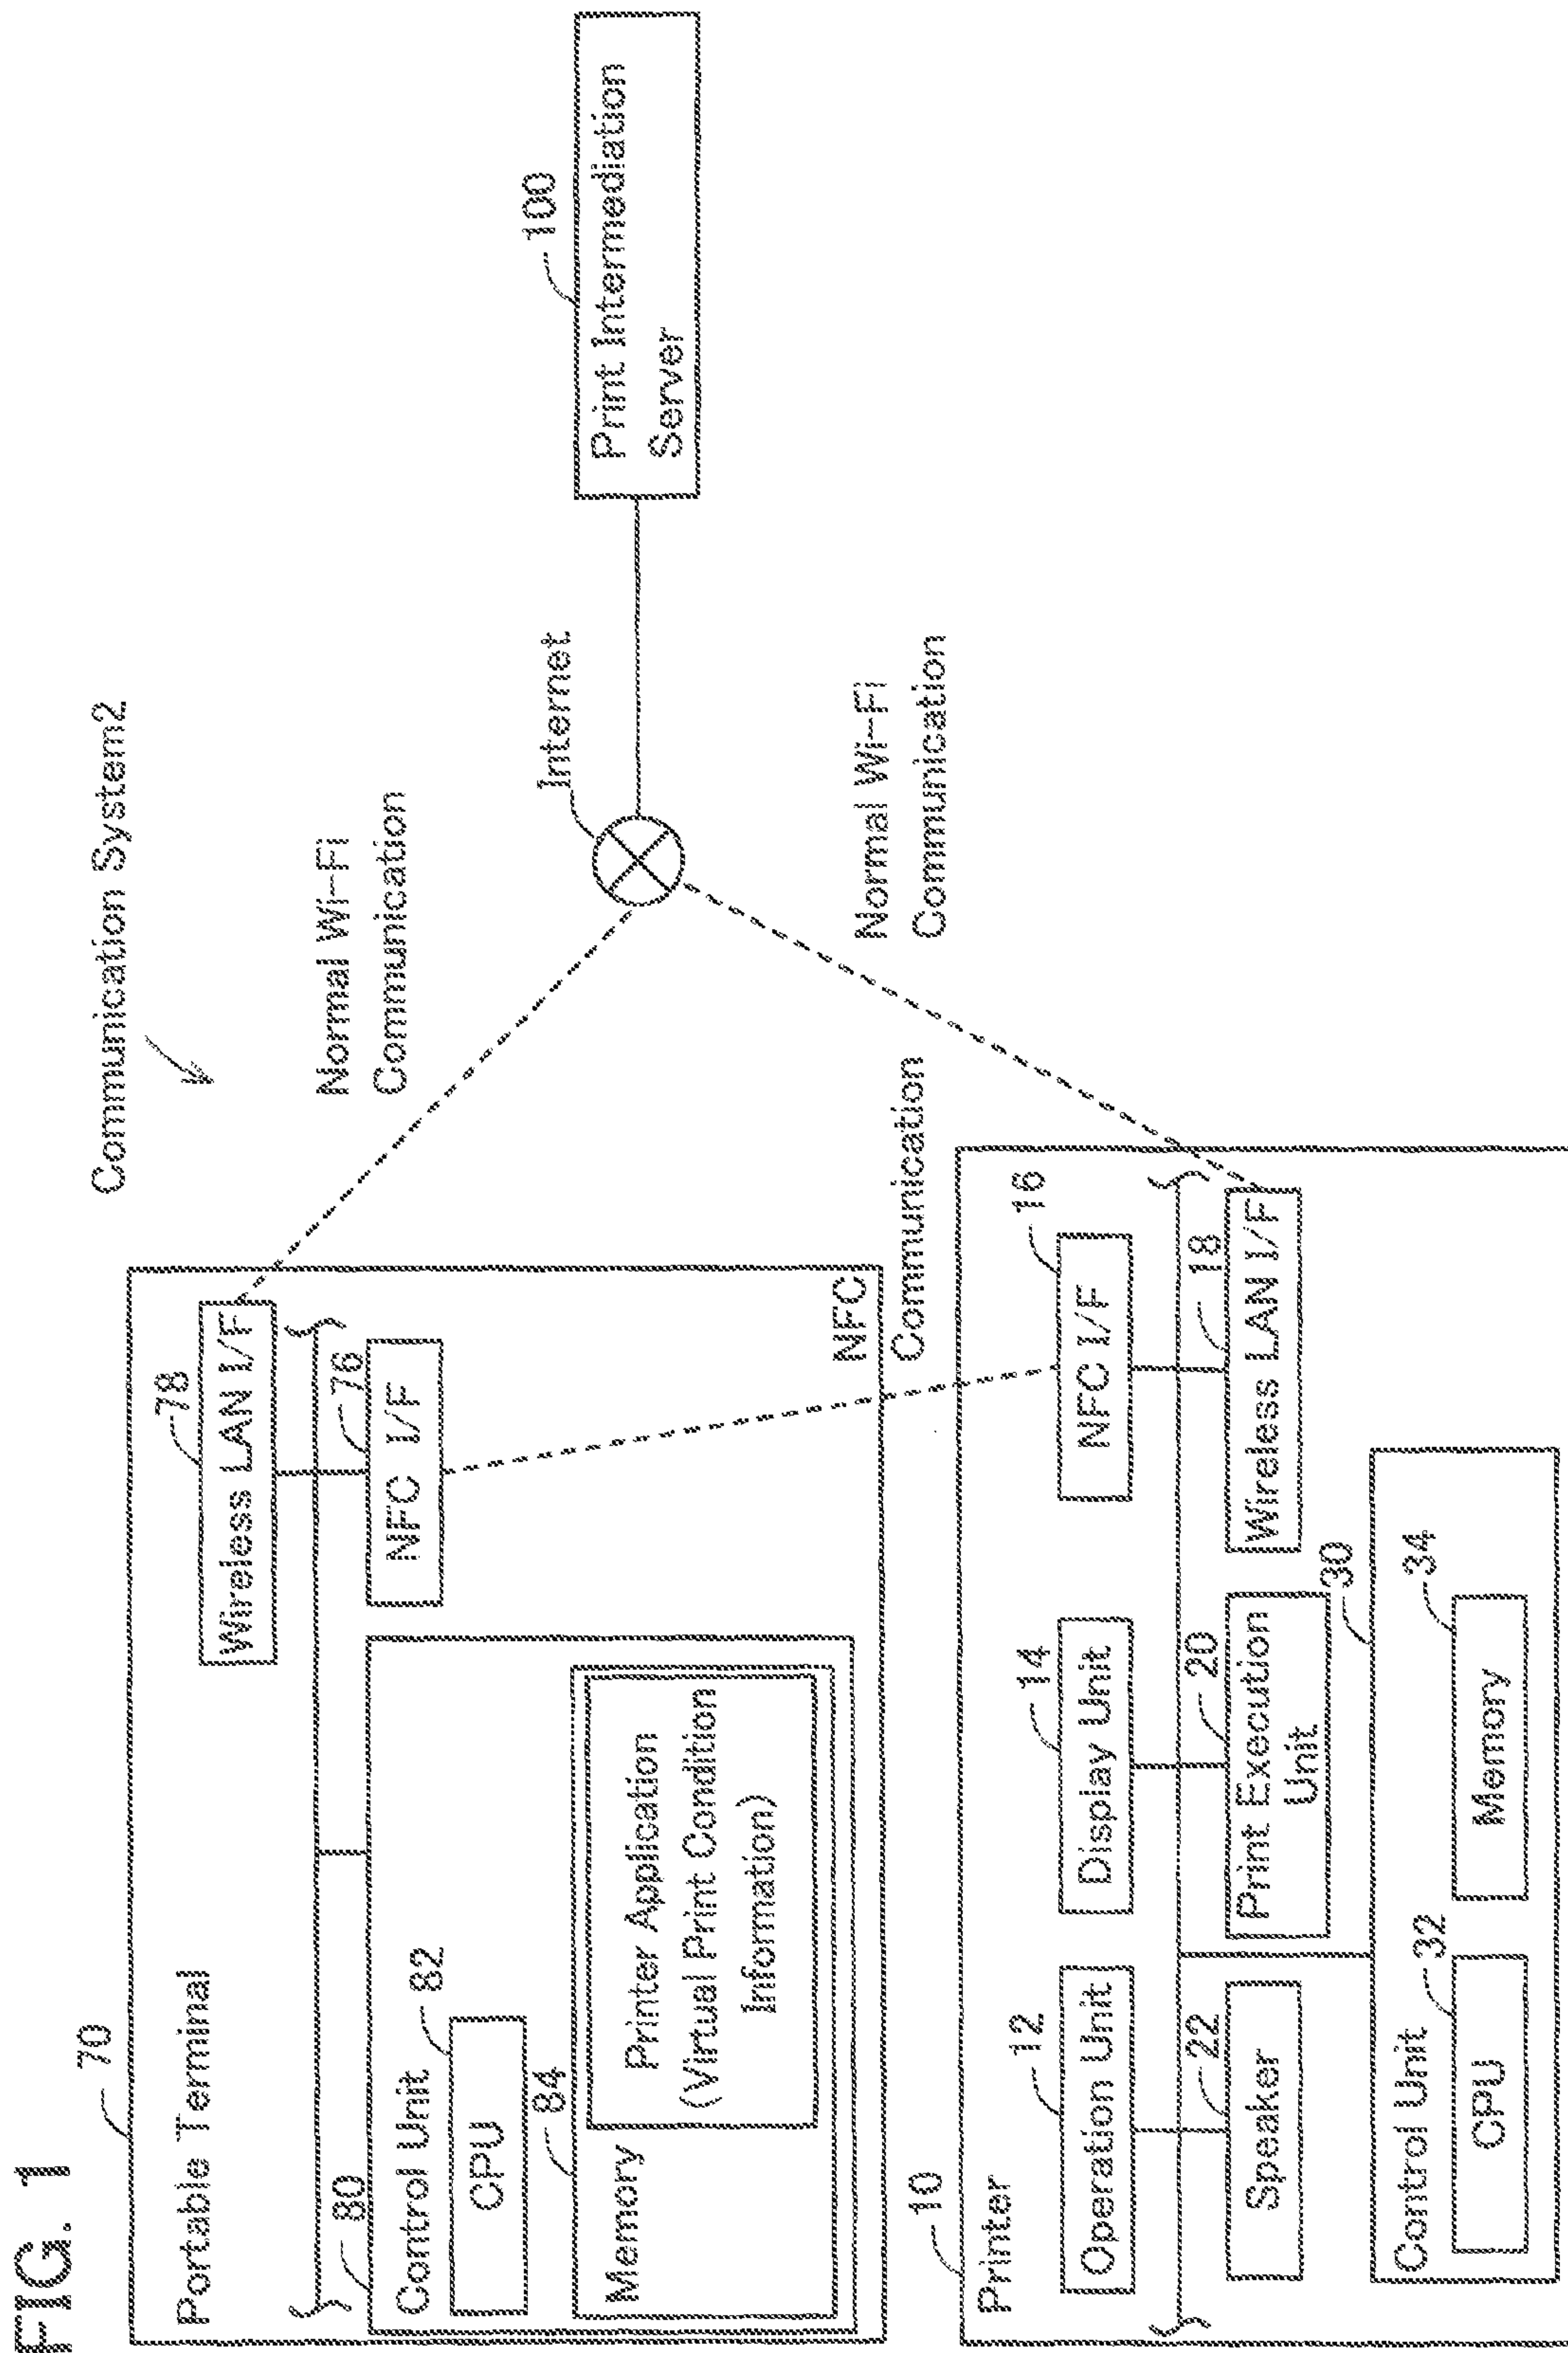 FIG. 1
Communication System2
70
Portable Terminal
78
Wireless LAN I/F
76
NFC I/F
80
Control Unit
82
CPU
84
Memory
Printer Application
(Virtual Print Condition
Information)
Normal Wi-Fi
Communication
Internet
100
Print Intermediation
Server
Normal Wi-Fi
Communication
NFC
Communication
10
Printer
12
Operation Unit
14
Display Unit
16
NFC I/F
22
Speaker
20
Print Execution
Unit
18
Wireless LAN I/F
30
Control Unit
32
CPU
34
Memory